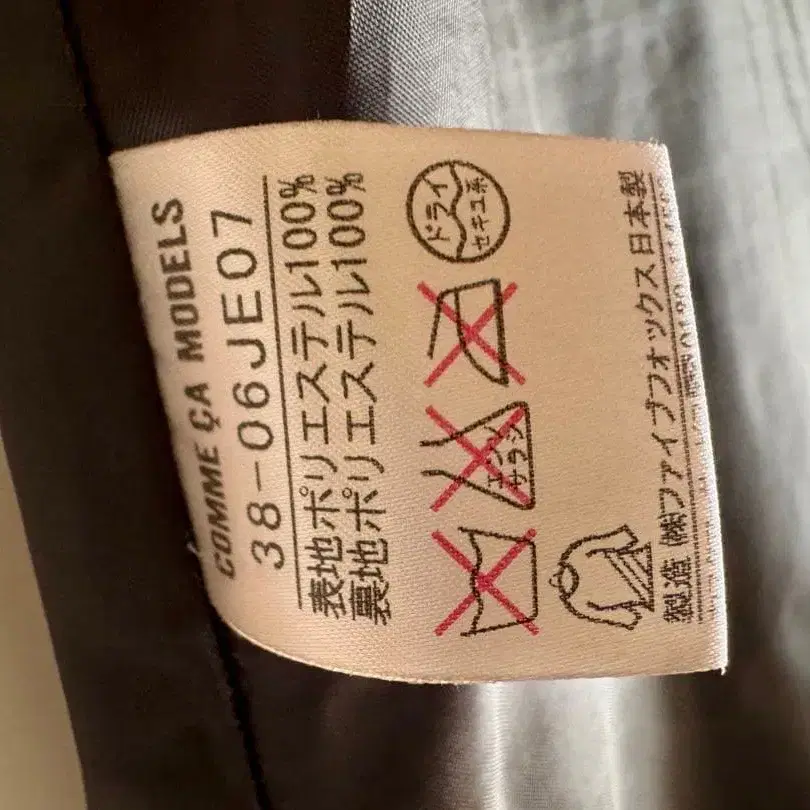 COMME ÇA MODELS
38-06JE07
表地ポリエステル100%
裏地ポリエステル100%
エンソ
サラシ
ドライ
セキユ系
製造 (株)ファイブフォックス日本製